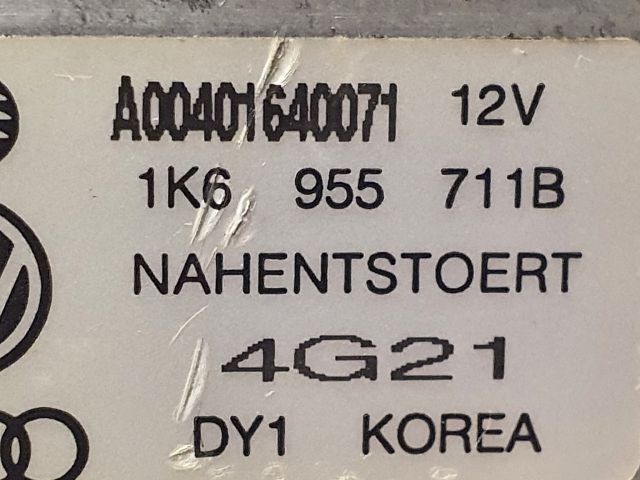 A00401640071 12V
1K6 955 711B
NAHENTSTOERT
4G21
DY1 KOREA